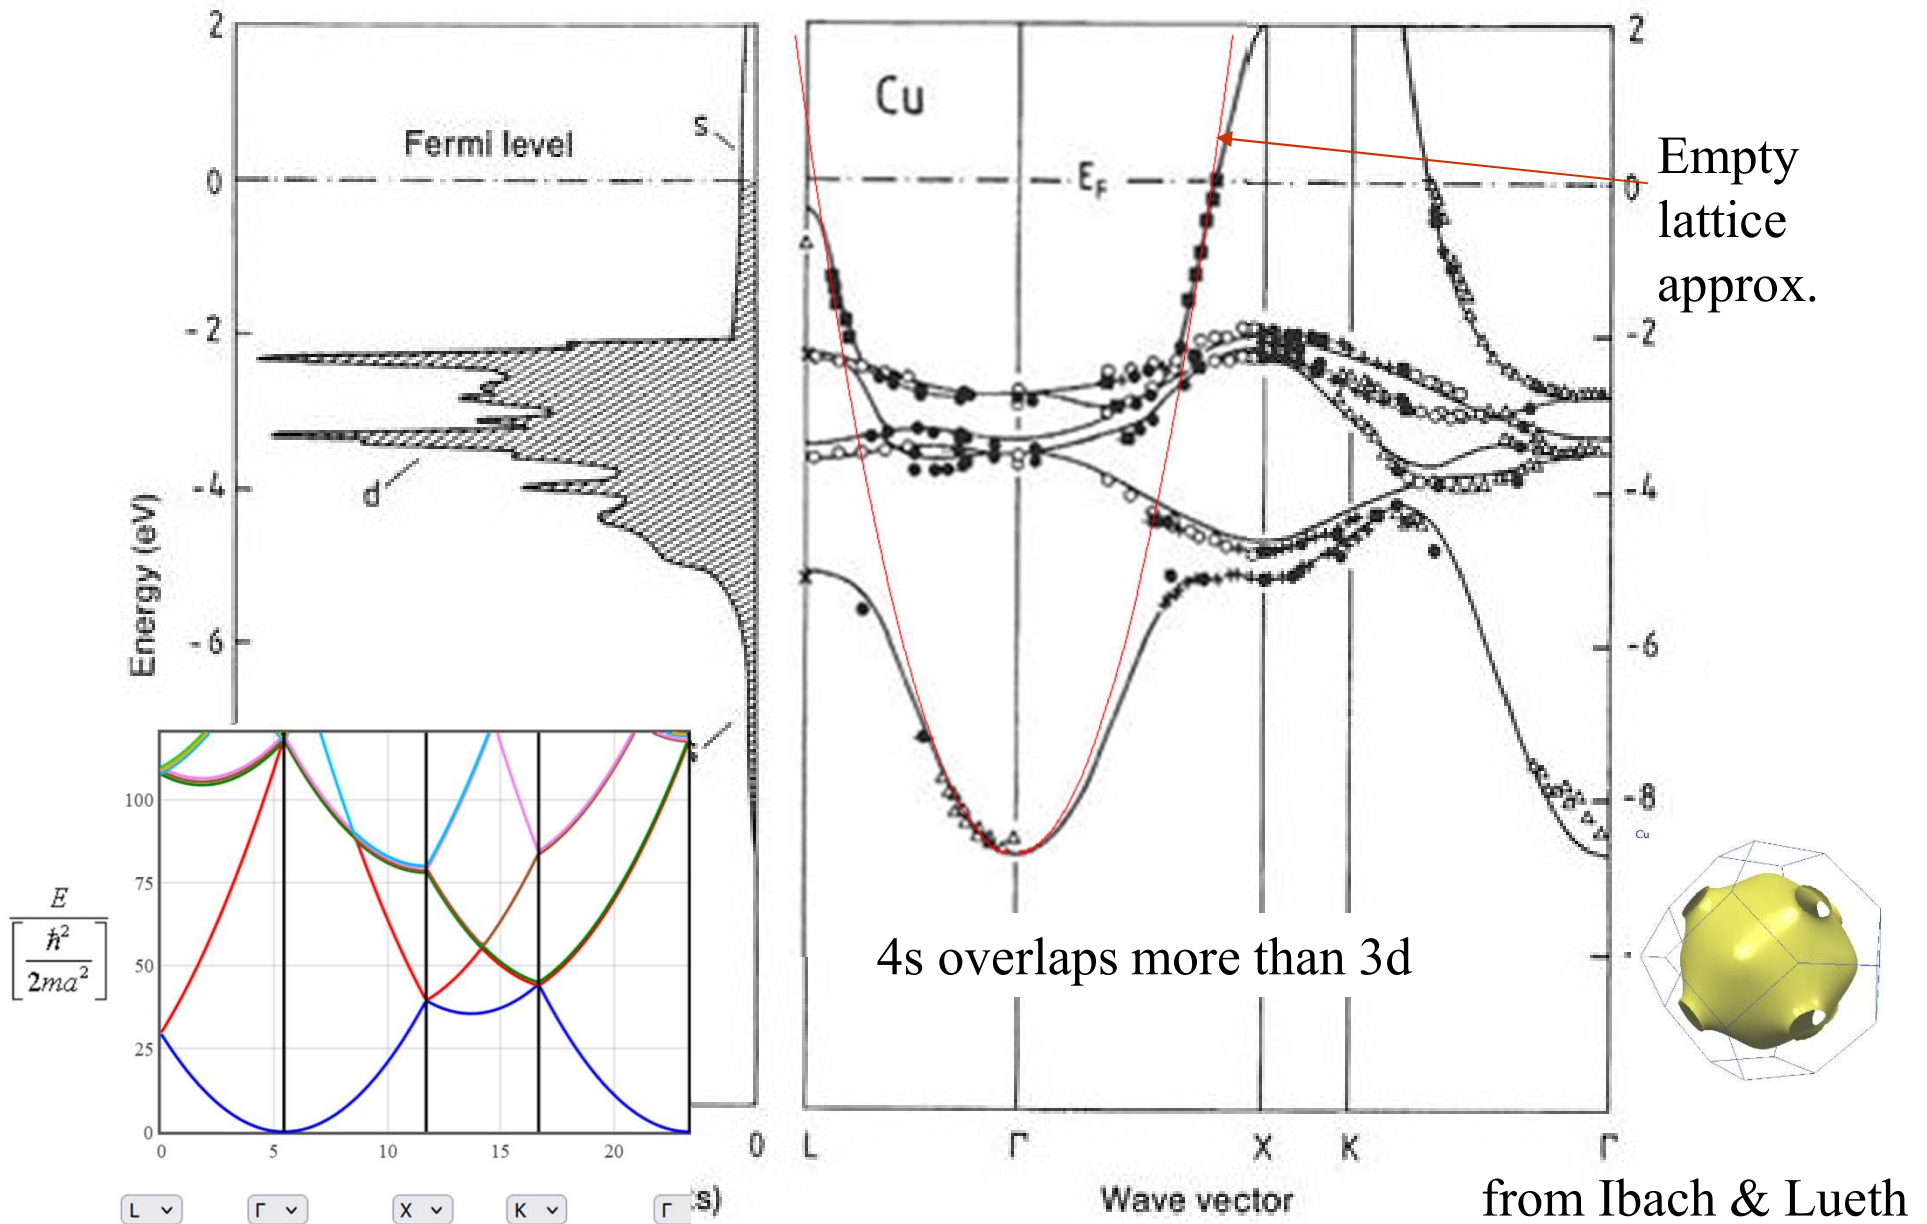 2
0
-2
-4
-6
Energy (eV)
Fermi level
s
d
0
s)
Cu
E_F
2
0
-2
-4
-6
-8
L
Γ
X
K
Γ
Wave vector
Empty
lattice
approx.
4s overlaps more than 3d
Cu
E
ħ²
2ma²
100
75
50
25
0
0
5
10
15
20
L
Γ
X
K
Γ
from Ibach & Lueth